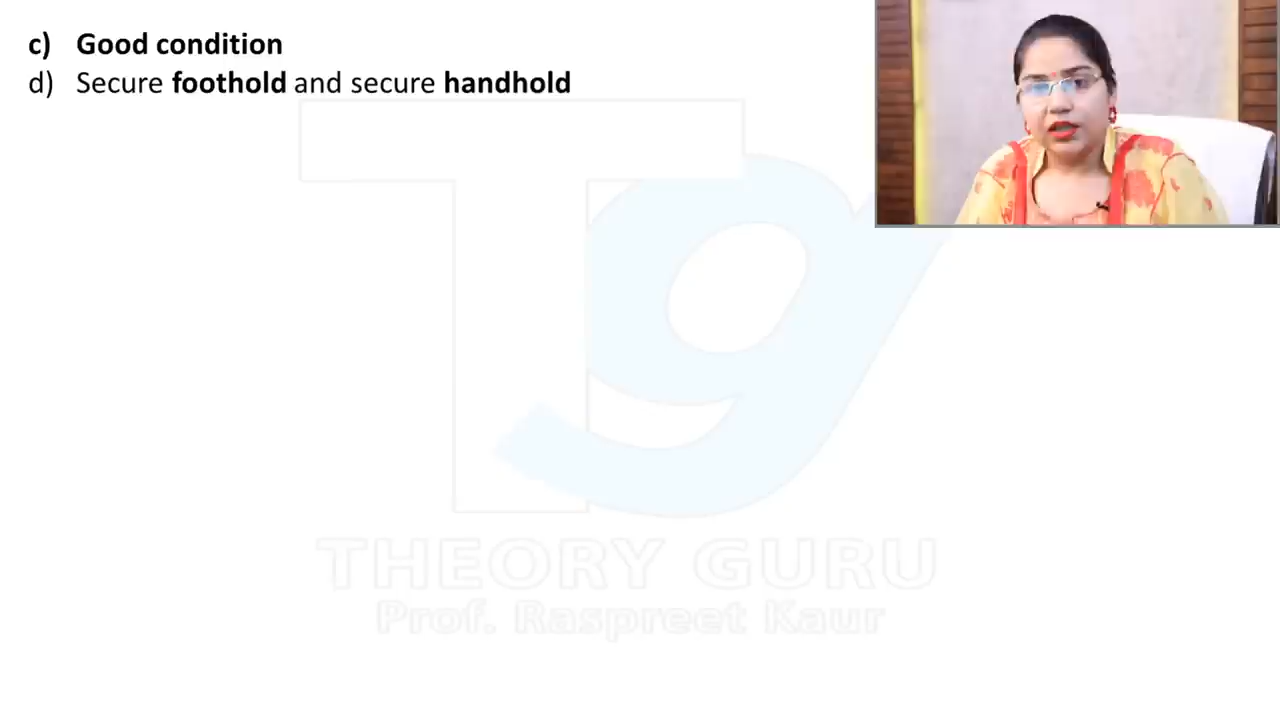 c) Good condition
d) Secure foothold and secure handhold
THEORY GURU
Prof. Raspreet Kaur